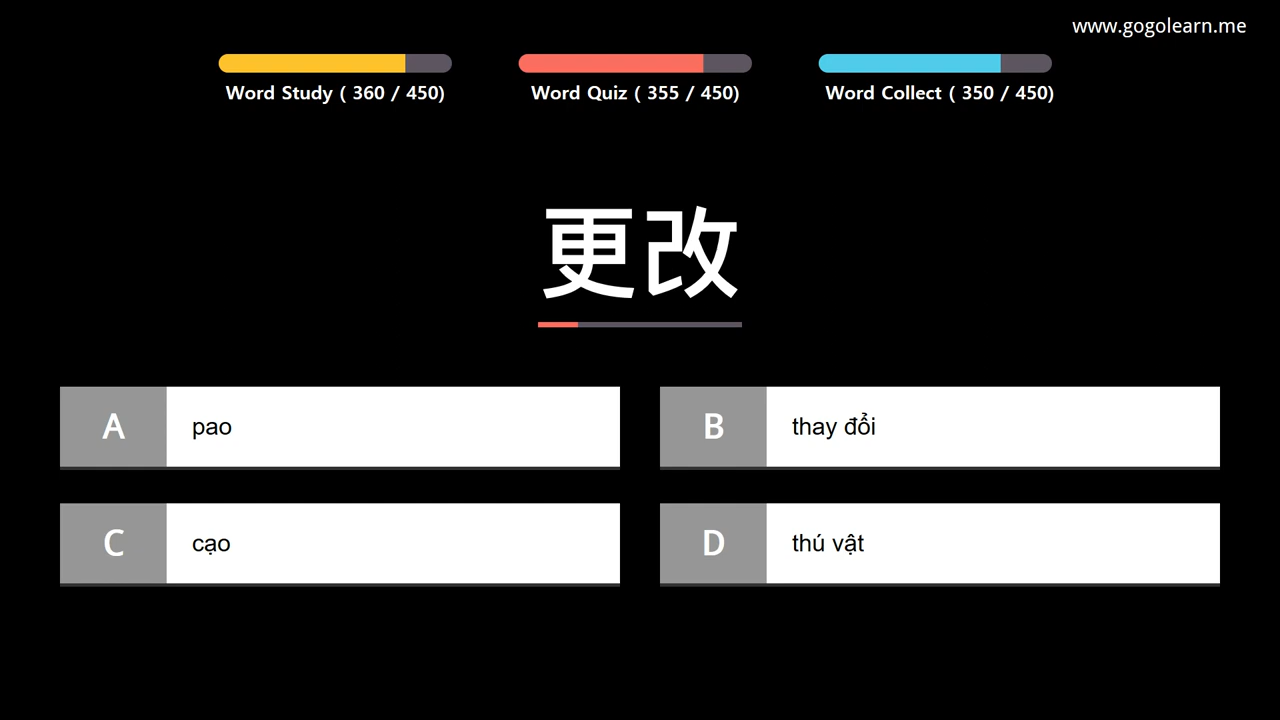 www.gogolearn.me
Word Study ( 360 / 450)
Word Quiz ( 355 / 450)
Word Collect ( 350 / 450)
更改
A
pao
B
thay đổi
C
cạo
D
thú vật